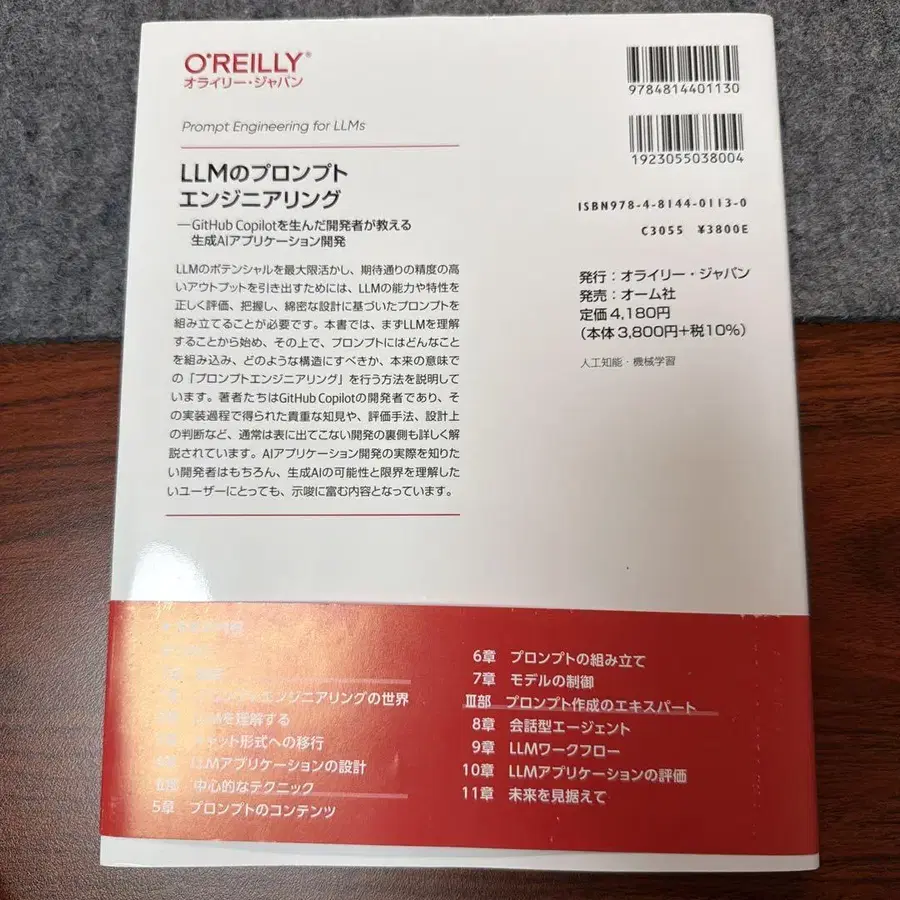 O'REILLY®
オライリー・ジャパン
Prompt Engineering for LLMs
LLMのプロンプト
エンジニアリング
―GitHub Copilotを生んだ開発者が教える
生成AIアプリケーション開発
LLMのポテンシャルを最大限活かし、期待通りの精度の高
いアウトプットを引き出すためには、LLMの能力や特性を
正しく評価、把握し、綿密な設計に基づいたプロンプトを
組み立てることが必要です。本書では、まずLLMを理解
することから始め、その上で、プロンプトにはどんなこと
を組み込み、どのような構造にすべきか、本来の意味で
の「プロンプトエンジニアリング」を行う方法を説明して
います。著者たちはGitHub Copilotの開発者であり、そ
の実装過程で得られた貴重な知見や、評価手法、設計上
の判断など、通常は表に出てこない開発の裏側も詳しく解
説されています。AIアプリケーション開発の実際を知りた
い開発者はもちろん、生成AIの可能性と限界を理解した
いユーザーにとっても、示唆に富む内容となっています。
9784814401130
1923055038004
ISBN978-4-8144-0113-0
C3055 ¥3800E
発行：オライリー・ジャパン
発売：オーム社
定価4,180円
（本体3,800円+税10%）
人工知能・機械学習
エンジニアリングの世界
LLMを理解する
チャット形式への移行
LLMアプリケーションの設計
中心的なテクニック
5章 プロンプトのコンテンツ
6章 プロンプトの組み立て
7章 モデルの制御
III部 プロンプト作成のエキスパート
8章 会話型エージェント
9章 LLMワークフロー
10章 LLMアプリケーションの評価
11章 未来を見据えて